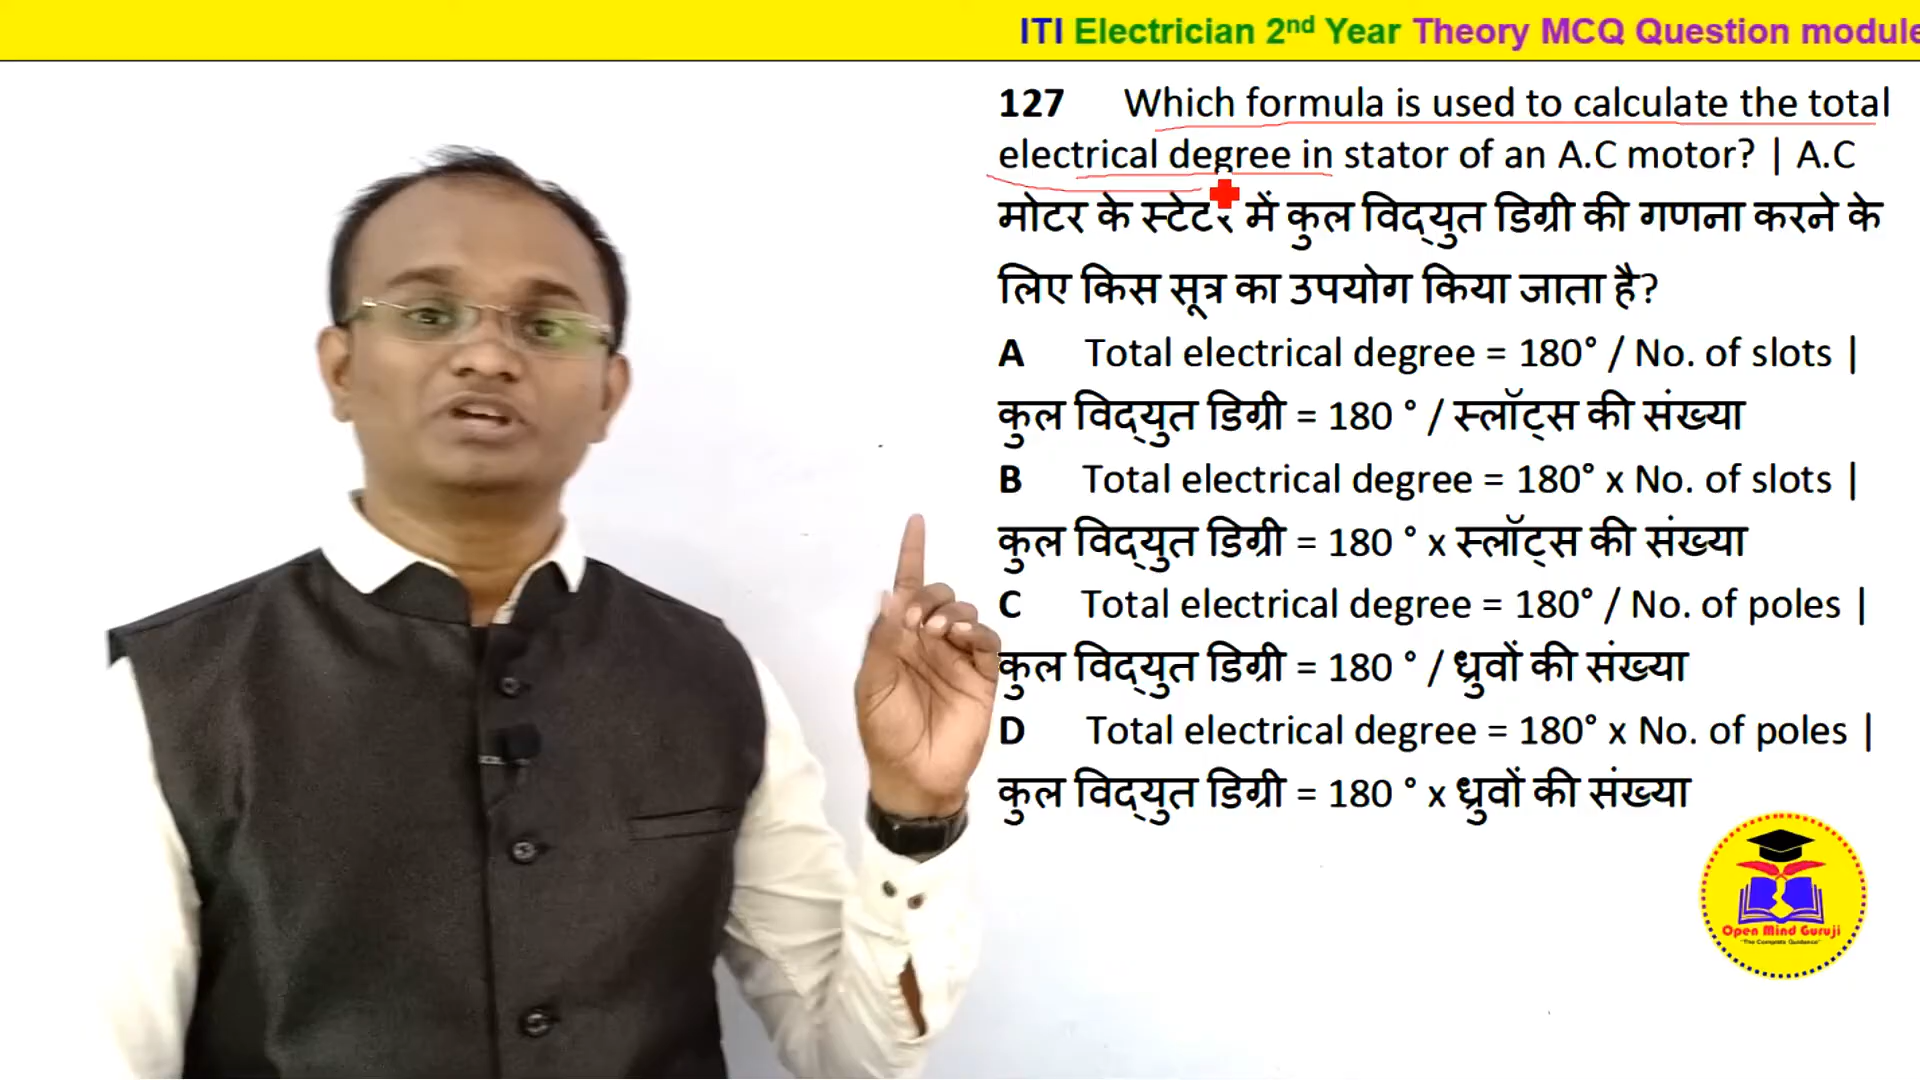 ITI Electrician 2nd Year Theory MCQ Question module
127 Which formula is used to calculate the total
electrical degree in stator of an A.C motor? | A.C
मोटर के स्टेटर में कुल विद्युत डिग्री की गणना करने के
लिए किस सूत्र का उपयोग किया जाता है?
A Total electrical degree = 180° / No. of slots |
कुल विद्युत डिग्री = 180 ° / स्लॉट्स की संख्या
B Total electrical degree = 180° x No. of slots |
कुल विद्युत डिग्री = 180 ° x स्लॉट्स की संख्या
C Total electrical degree = 180° / No. of poles |
कुल विद्युत डिग्री = 180 ° / ध्रुवों की संख्या
D Total electrical degree = 180° x No. of poles |
कुल विद्युत डिग्री = 180 ° x ध्रुवों की संख्या
Open Mind Guruji
"The Complete Guidance"